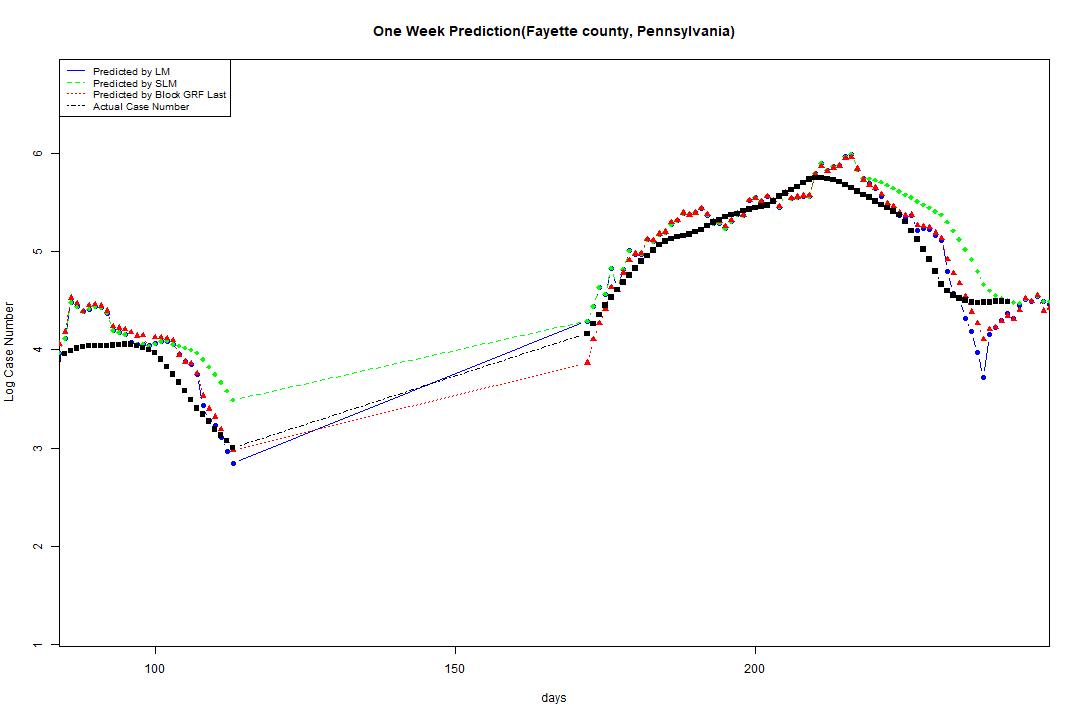 One Week Prediction(Fayette county, Pennsylvania)
Predicted by LM
Predicted by SLM
Predicted by Block GRF Last
Actual Case Number
6
5
4
3
2
1
Log Case Number
100 150 200
days